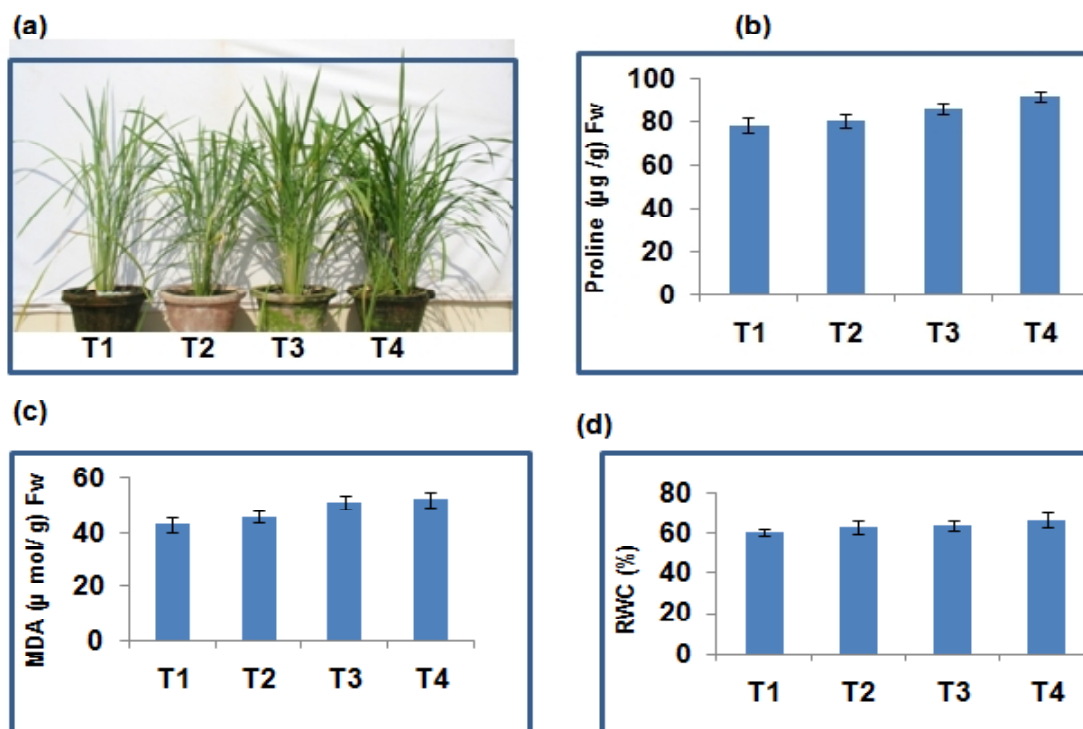 (a)
T1 T2 T3 T4
(b)
Proline (µg /g) Fw
100
80
60
40
20
0
T1 T2 T3 T4
(c)
MDA (µ mol/ g) Fw
60
40
20
0
T1 T2 T3 T4
(d)
RWC (%)
80
60
40
20
0
T1 T2 T3 T4